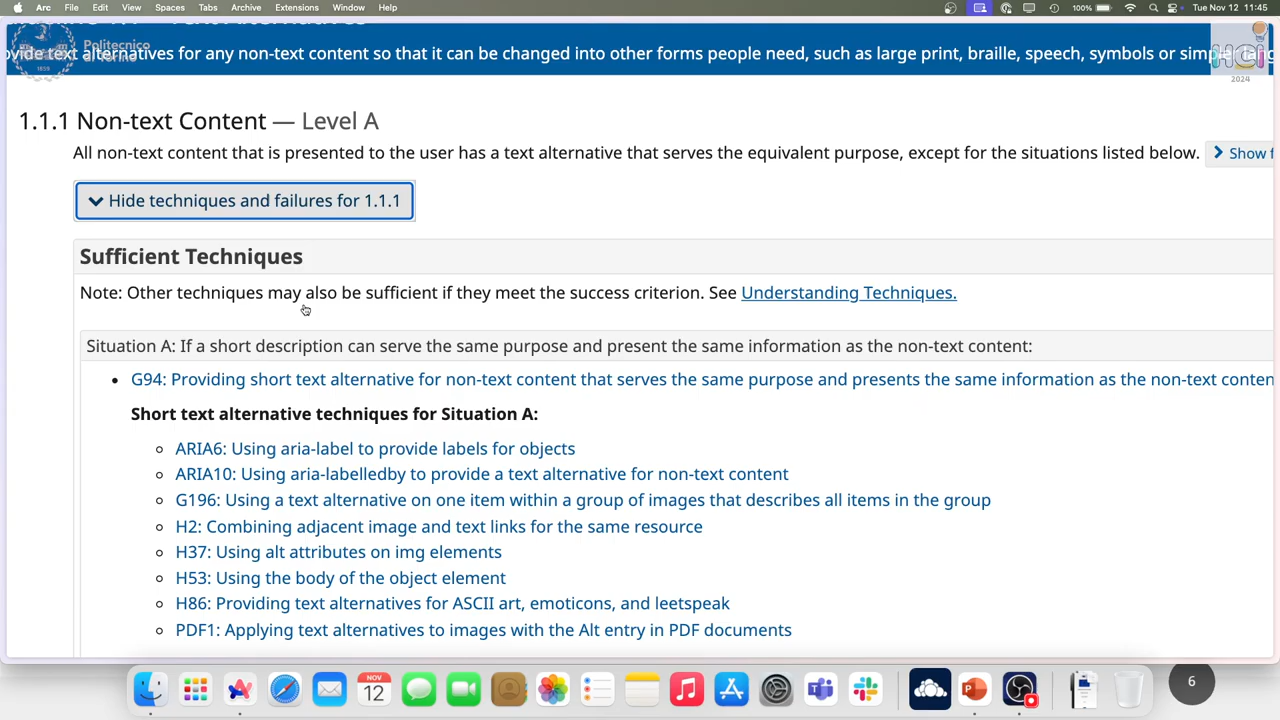 Arc File Edit View Spaces Tabs Archive Extensions Window Help 100% Tue Nov 12 11:45
Politecnico
di Torino
1859
text alternatives for any non-text content so that it can be changed into other forms people need, such as large print, braille, speech, symbols or
HCI
2024
1.1.1 Non-text Content — Level A
All non-text content that is presented to the user has a text alternative that serves the equivalent purpose, except for the situations listed below. Show
Hide techniques and failures for 1.1.1
Sufficient Techniques
Note: Other techniques may also be sufficient if they meet the success criterion. See Understanding Techniques.
Situation A: If a short description can serve the same purpose and present the same information as the non-text content:
G94: Providing short text alternative for non-text content that serves the same purpose and presents the same information as the non-text conten
Short text alternative techniques for Situation A:
ARIA6: Using aria-label to provide labels for objects
ARIA10: Using aria-labelledby to provide a text alternative for non-text content
G196: Using a text alternative on one item within a group of images that describes all items in the group
H2: Combining adjacent image and text links for the same resource
H37: Using alt attributes on img elements
H53: Using the body of the object element
H86: Providing text alternatives for ASCII art, emoticons, and leetspeak
PDF1: Applying text alternatives to images with the Alt entry in PDF documents
NOV
12
6